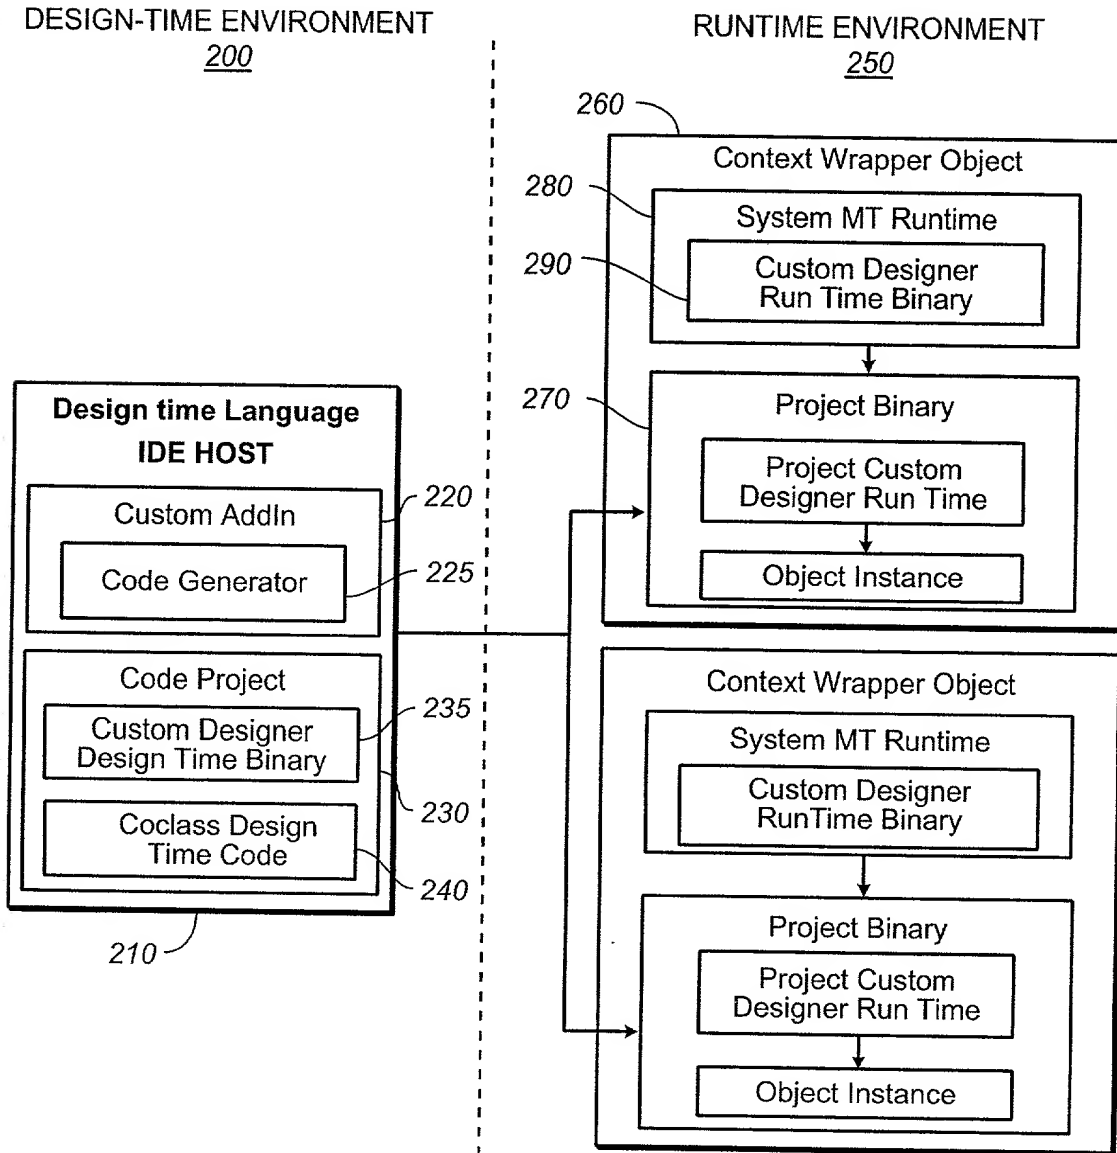 DESIGN-TIME ENVIRONMENT
200
RUNTIME ENVIRONMENT
250
260
Context Wrapper Object
280
System MT Runtime
290
Custom Designer
Run Time Binary
270
Project Binary
Project Custom
Designer Run Time
Object Instance
Design time Language
IDE HOST
220
Custom AddIn
225
Code Generator
Code Project
235
Custom Designer
Design Time Binary
230
Coclass Design
Time Code
240
210
Context Wrapper Object
System MT Runtime
Custom Designer
RunTime Binary
Project Binary
Project Custom
Designer Run Time
Object Instance